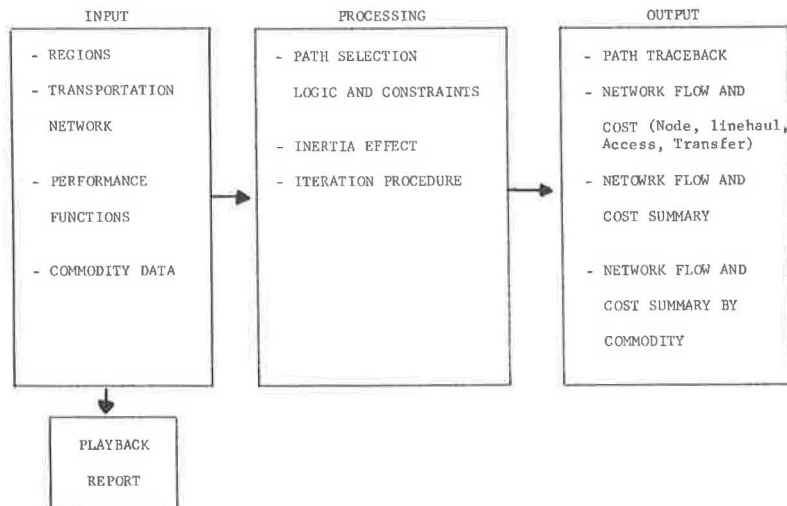 INPUT
- REGIONS
- TRANSPORTATION
NETWORK
- PERFORMANCE
FUNCTIONS
- COMMODITY DATA
PLAYBACK
REPORT
PROCESSING
- PATH SELECTION
LOGIC AND CONSTRAINTS
- INERTIA EFFECT
- ITERATION PROCEDURE
OUTPUT
- PATH TRACEBACK
- NETWORK FLOW AND
COST (Node, linehaul,
Access, Transfer)
- NETOWRK FLOW AND
COST SUMMARY
- NETWORK FLOW AND
COST SUMMARY BY
COMMODITY